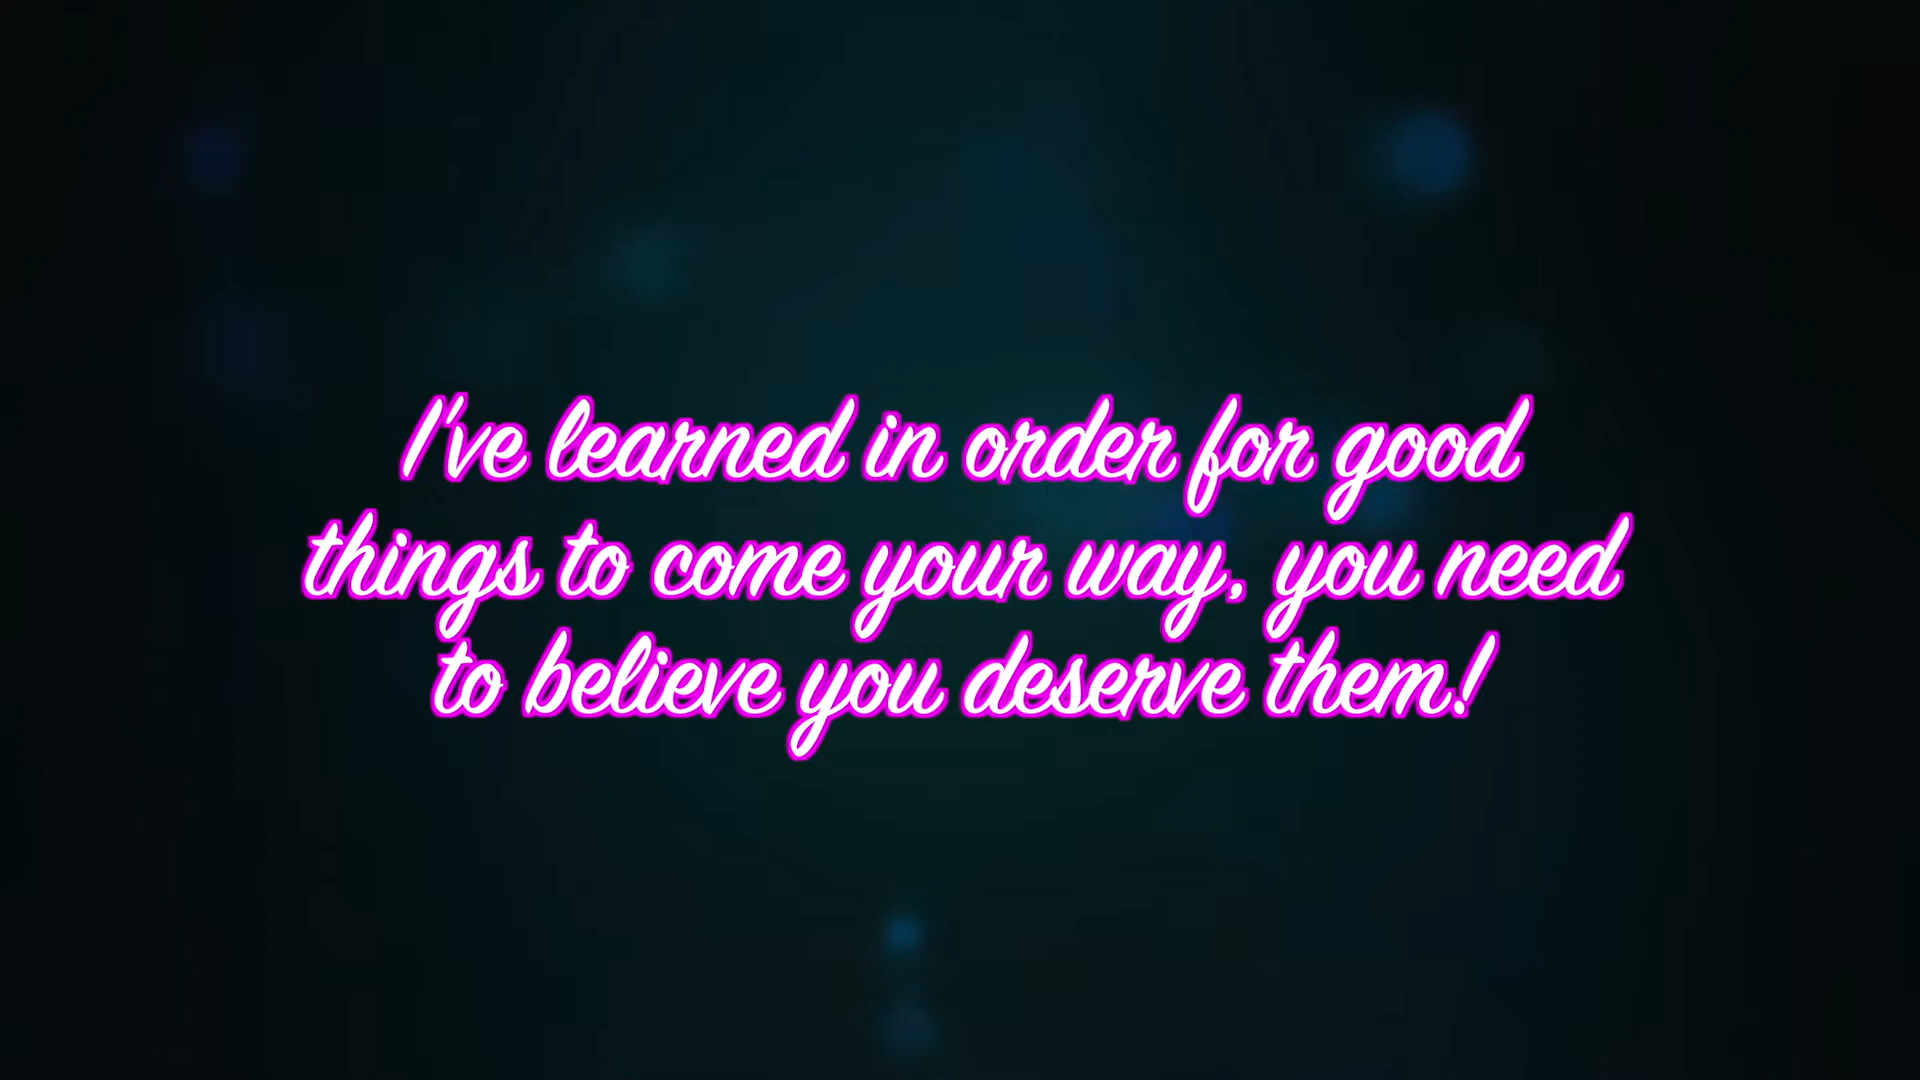 I've learned in order for good
things to come your way, you need
to believe you deserve them!